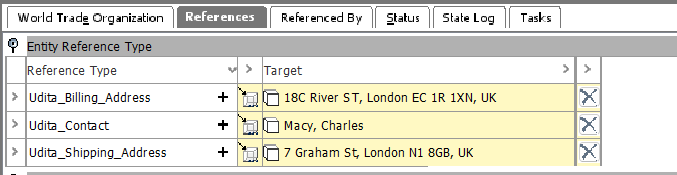 World Trade Organization References Referenced By Status State Log Tasks
Entity Reference Type
Reference Type Target
Udita_Billing_Address 18C River ST, London EC 1R 1XN, UK
Udita_Contact Macy, Charles
Udita_Shipping_Address 7 Graham St, London N1 8GB, UK